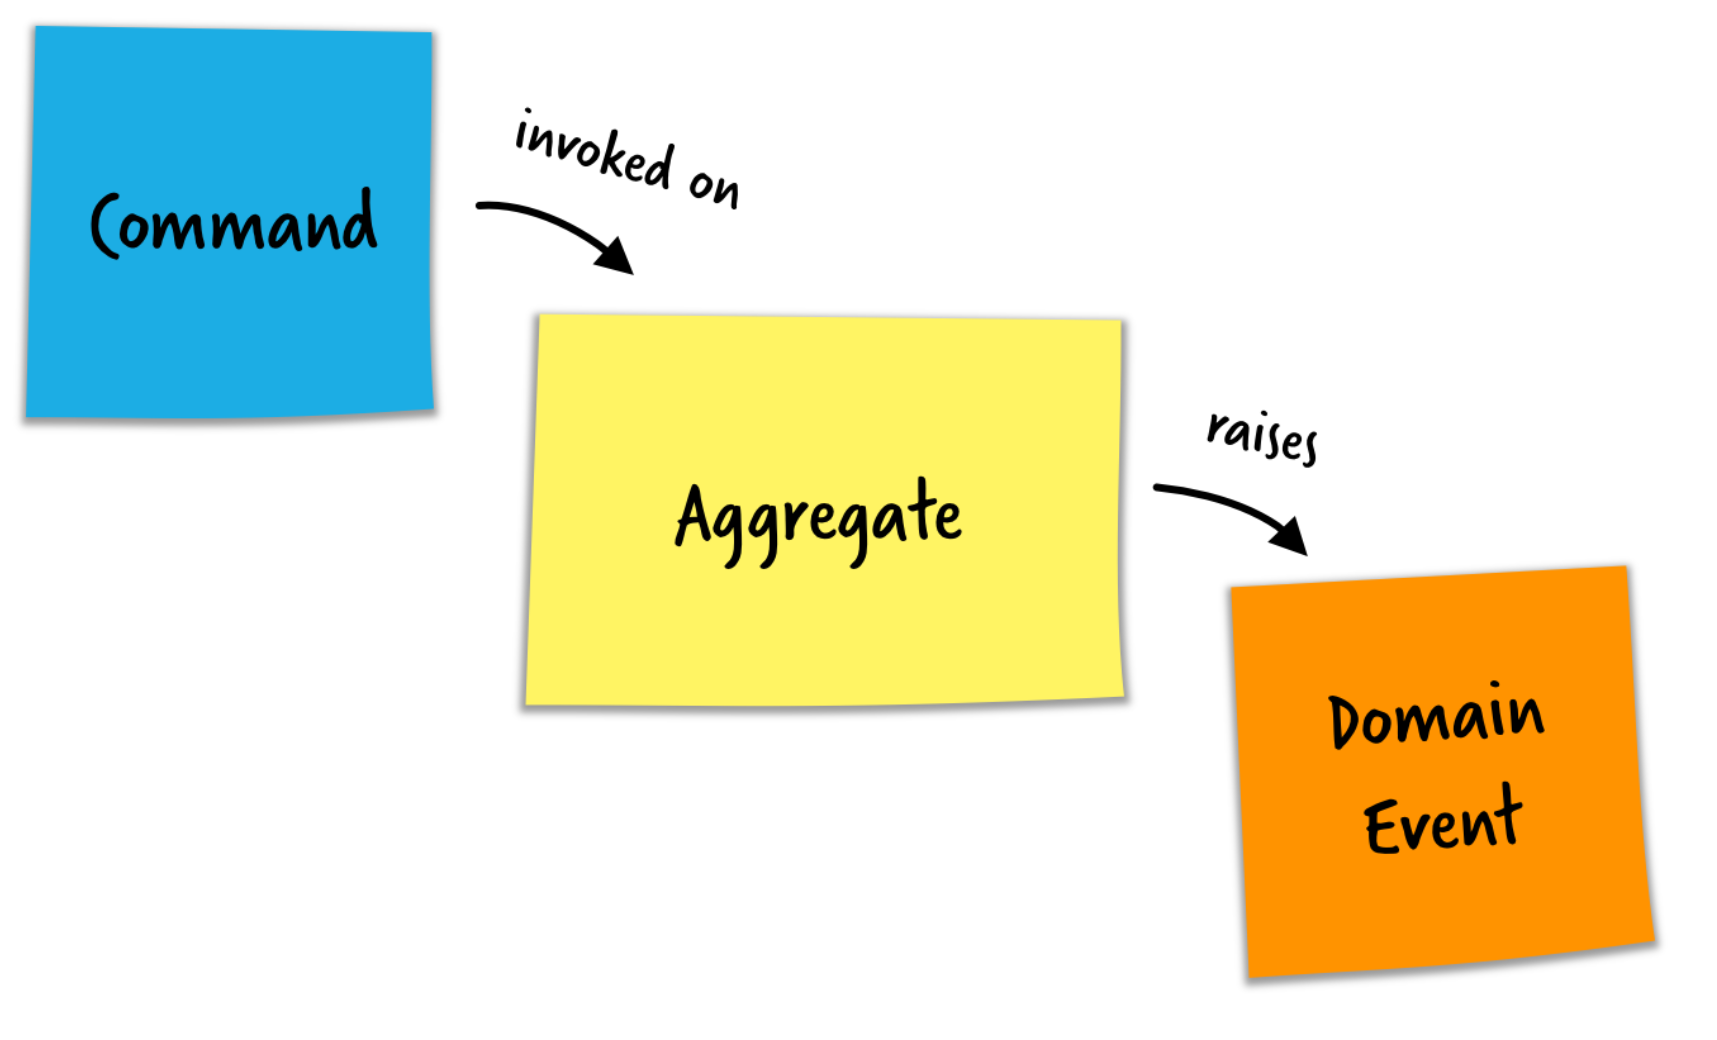 Command
invoked on
Aggregate
raises
Domain
Event